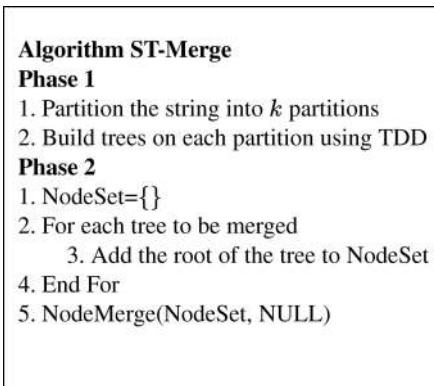 Algorithm ST-Merge
Phase 1
1. Partition the string into k partitions
2. Build trees on each partition using TDD
Phase 2
1. NodeSet={}
2. For each tree to be merged
3. Add the root of the tree to NodeSet
4. End For
5. NodeMerge(NodeSet, NULL)